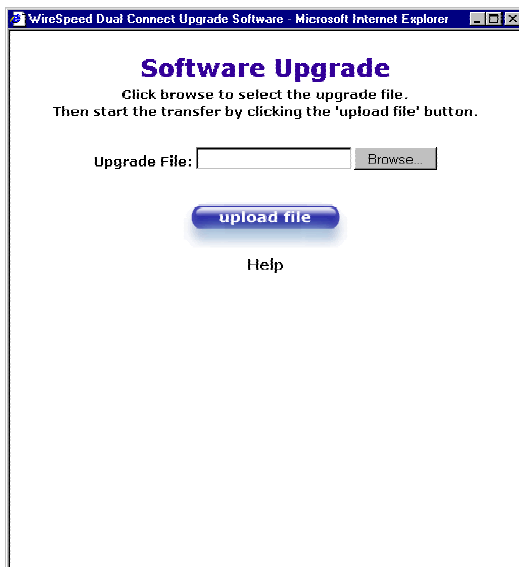 WireSpeed Dual Connect Upgrade Software - Microsoft Internet Explorer
Software Upgrade
Click browse to select the upgrade file.
Then start the transfer by clicking the 'upload file' button.
Upgrade File: Browse...
upload file
Help